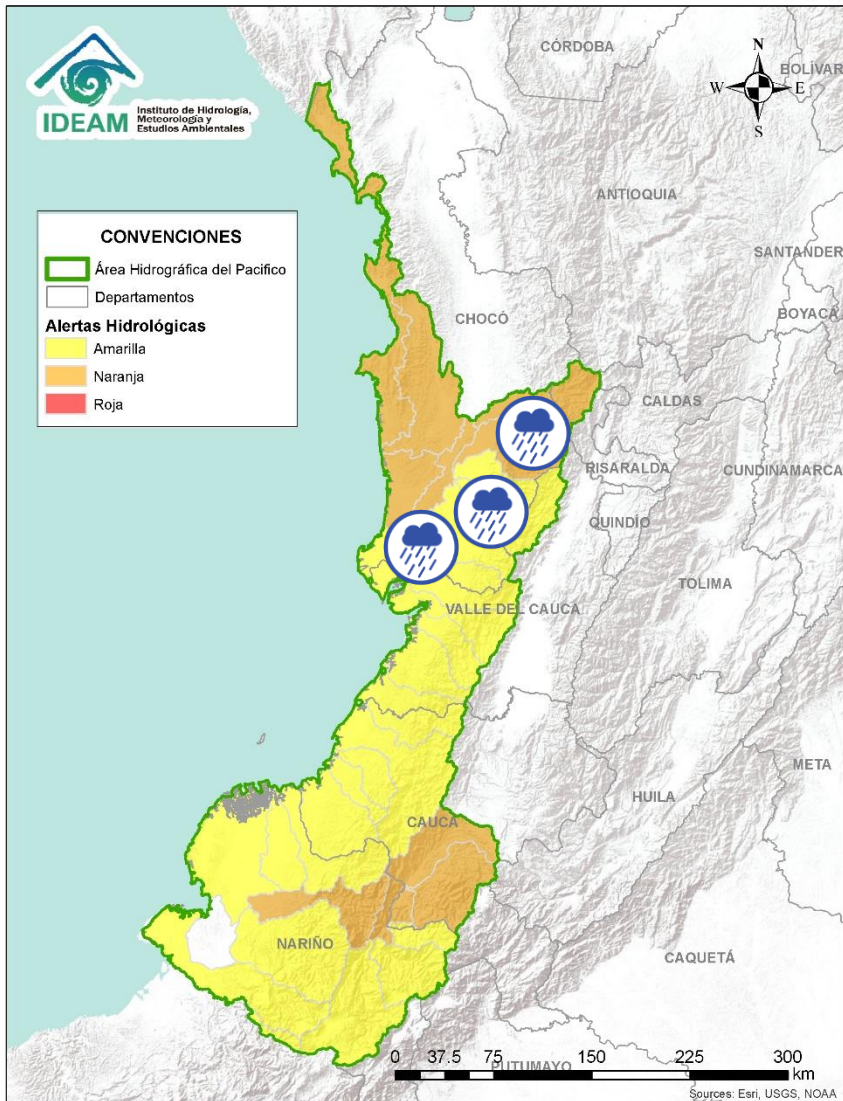 IDEAM
Instituto de Hidrología,
Meteorología y
Estudios Ambientales
CÓRDOBA
BOLÍVAR
N
W
E
S
ANTIOQUIA
SANTANDER
CONVENCIONES
Área Hidrográfica del Pacifico
Departamentos
Alertas Hidrológicas
Amarilla
Naranja
Roja
BOYACÁ
CHOCÓ
CALDAS
RISARALDA
CUNDINAMARCA
QUINDÍO
TOLIMA
VALLE DEL CAUCA
META
HUILA
CAUCA
NARIÑO
CAQUETÁ
PUTUMAYO
0 37.5 75 150 225 300
km
Sources: Esri, USGS, NOAA